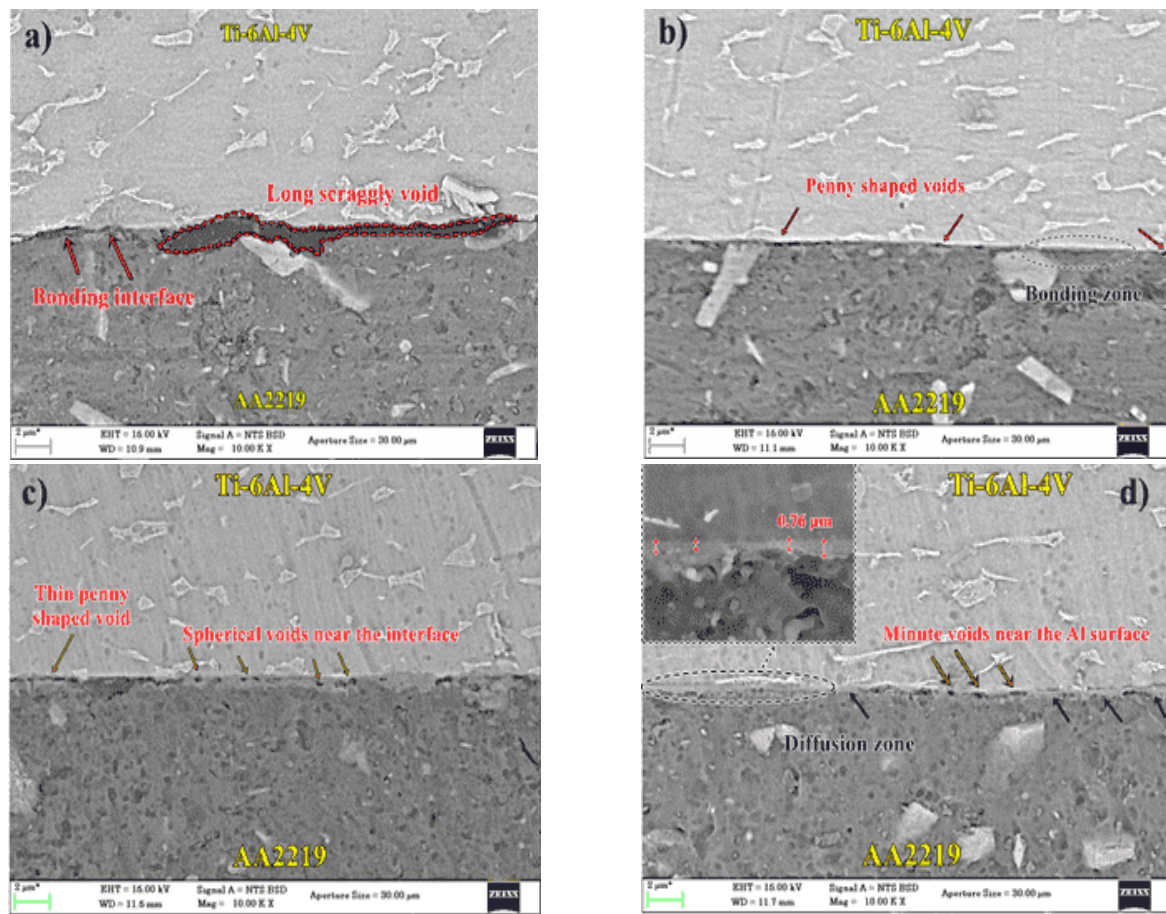 a)
Ti-6Al-4V
Long scraggly void
Bonding interface
AA2219
2 µm*
EHT = 15.00 kV
Signal A = NTS BSD
Aperture Size = 30.00 µm
WD = 10.9 mm
Mag = 10.00 K X
ZEISS
b)
Ti-6Al-4V
Penny shaped voids
Bonding zone
AA2219
2 µm*
EHT = 15.00 kV
Signal A = NTS BSD
Aperture Size = 30.00 µm
WD = 11.1 mm
Mag = 10.00 K X
ZEISS
c)
Ti-6Al-4V
Thin penny
shaped void
Spherical voids near the interface
AA2219
2 µm*
EHT = 15.00 kV
Signal A = NTS BSD
Aperture Size = 30.00 µm
WD = 11.5 mm
Mag = 10.00 K X
ZEISS
d)
Ti-6Al-4V
0.76 µm
Minute voids near the Al surface
Diffusion zone
AA2219
2 µm*
EHT = 15.00 kV
Signal A = NTS BSD
Aperture Size = 30.00 µm
WD = 11.7 mm
Mag = 10.00 K X
ZEISS